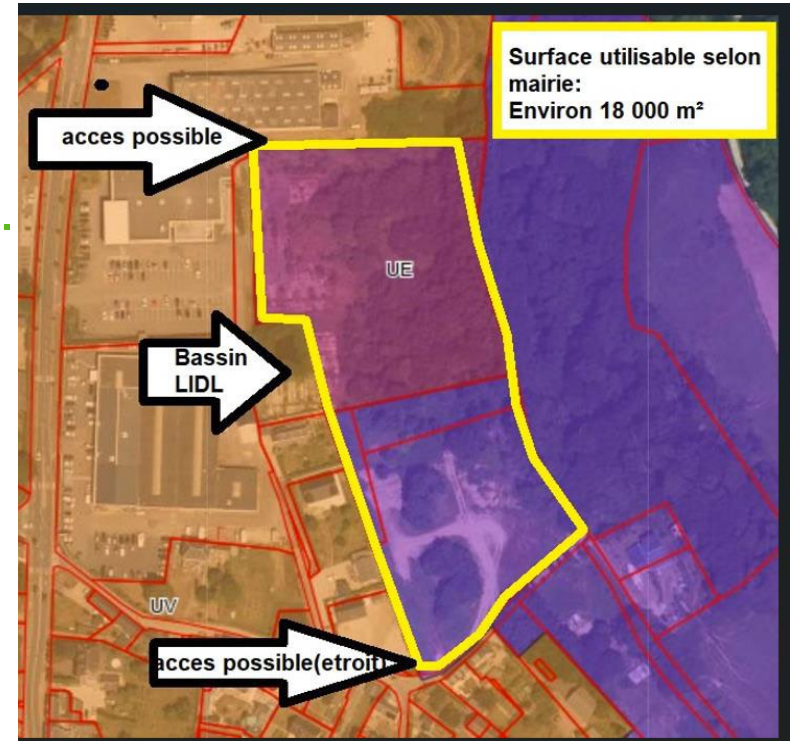 Surface utilisable selon
mairie:
Environ 18 000 m²
acces possible
UE
Bassin
LIDL
UV
acces possible(etroit)